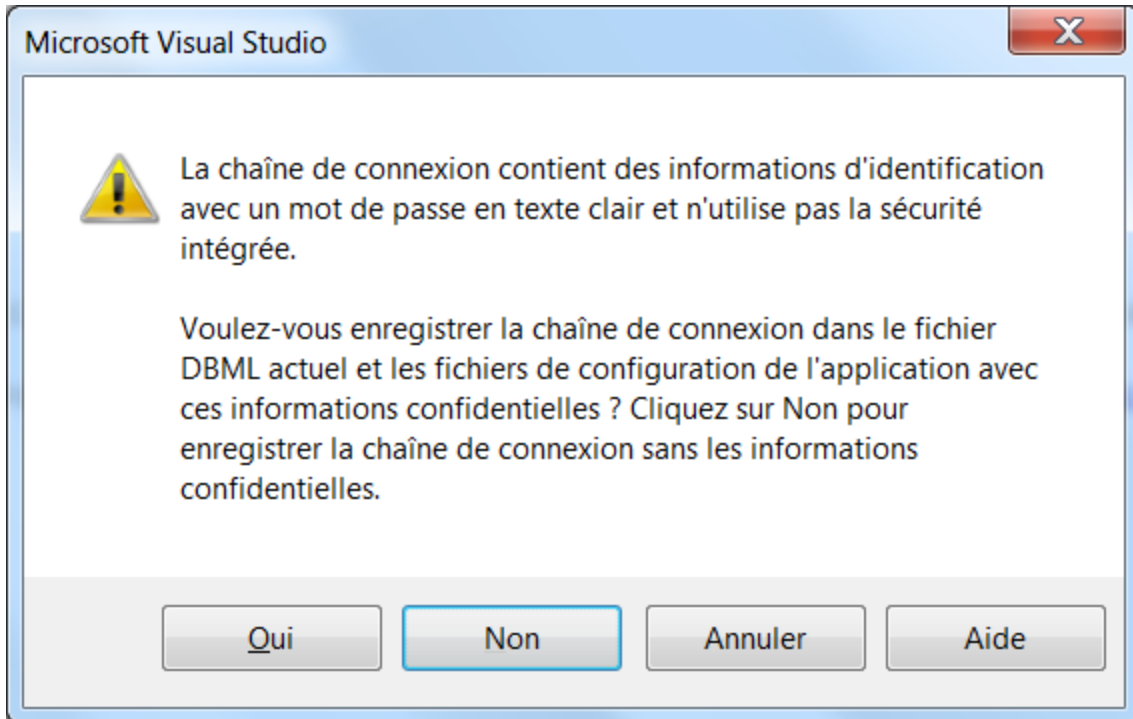 Microsoft Visual Studio
La chaîne de connexion contient des informations d'identification
avec un mot de passe en texte clair et n'utilise pas la sécurité
intégrée.
Voulez-vous enregistrer la chaîne de connexion dans le fichier
DBML actuel et les fichiers de configuration de l'application avec
ces informations confidentielles ? Cliquez sur Non pour
enregistrer la chaîne de connexion sans les informations
confidentielles.
Oui
Non
Annuler
Aide